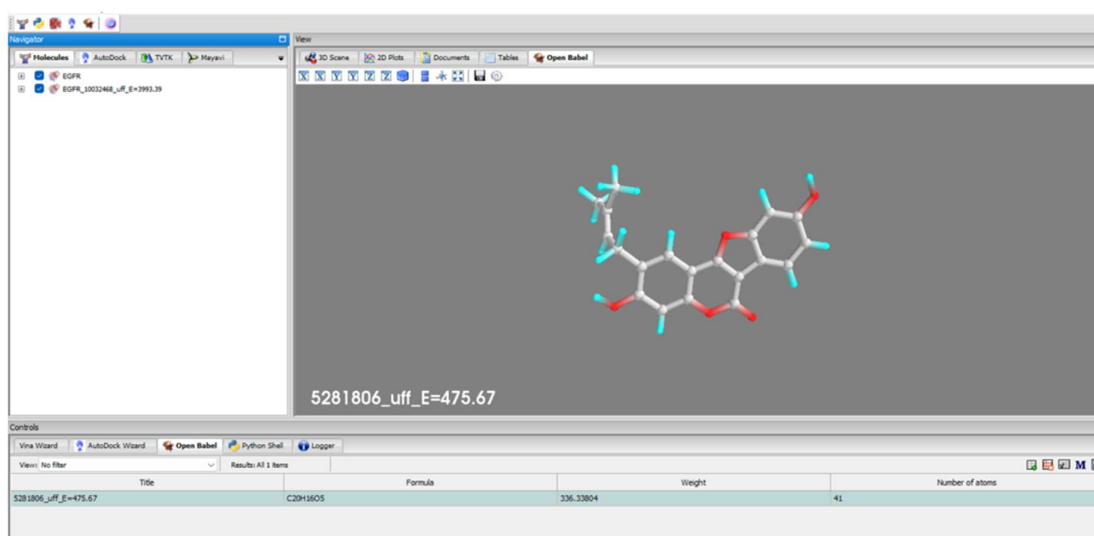 Navigator
View
Molecules AutoDock TVTK Mayavi
3D Scene 2D Plots Documents Tables Open Babel
EGFR
EGFR_10032468_uff_E=3993.39
5281806_uff_E=475.67
Controls
Vina Wizard AutoDock Wizard Open Babel Python Shell Logger
View: No filter Results: All 1 items
Title Formula Weight Number of atoms
5281806_uff_E=475.67 C20H16O5 336.33804 41